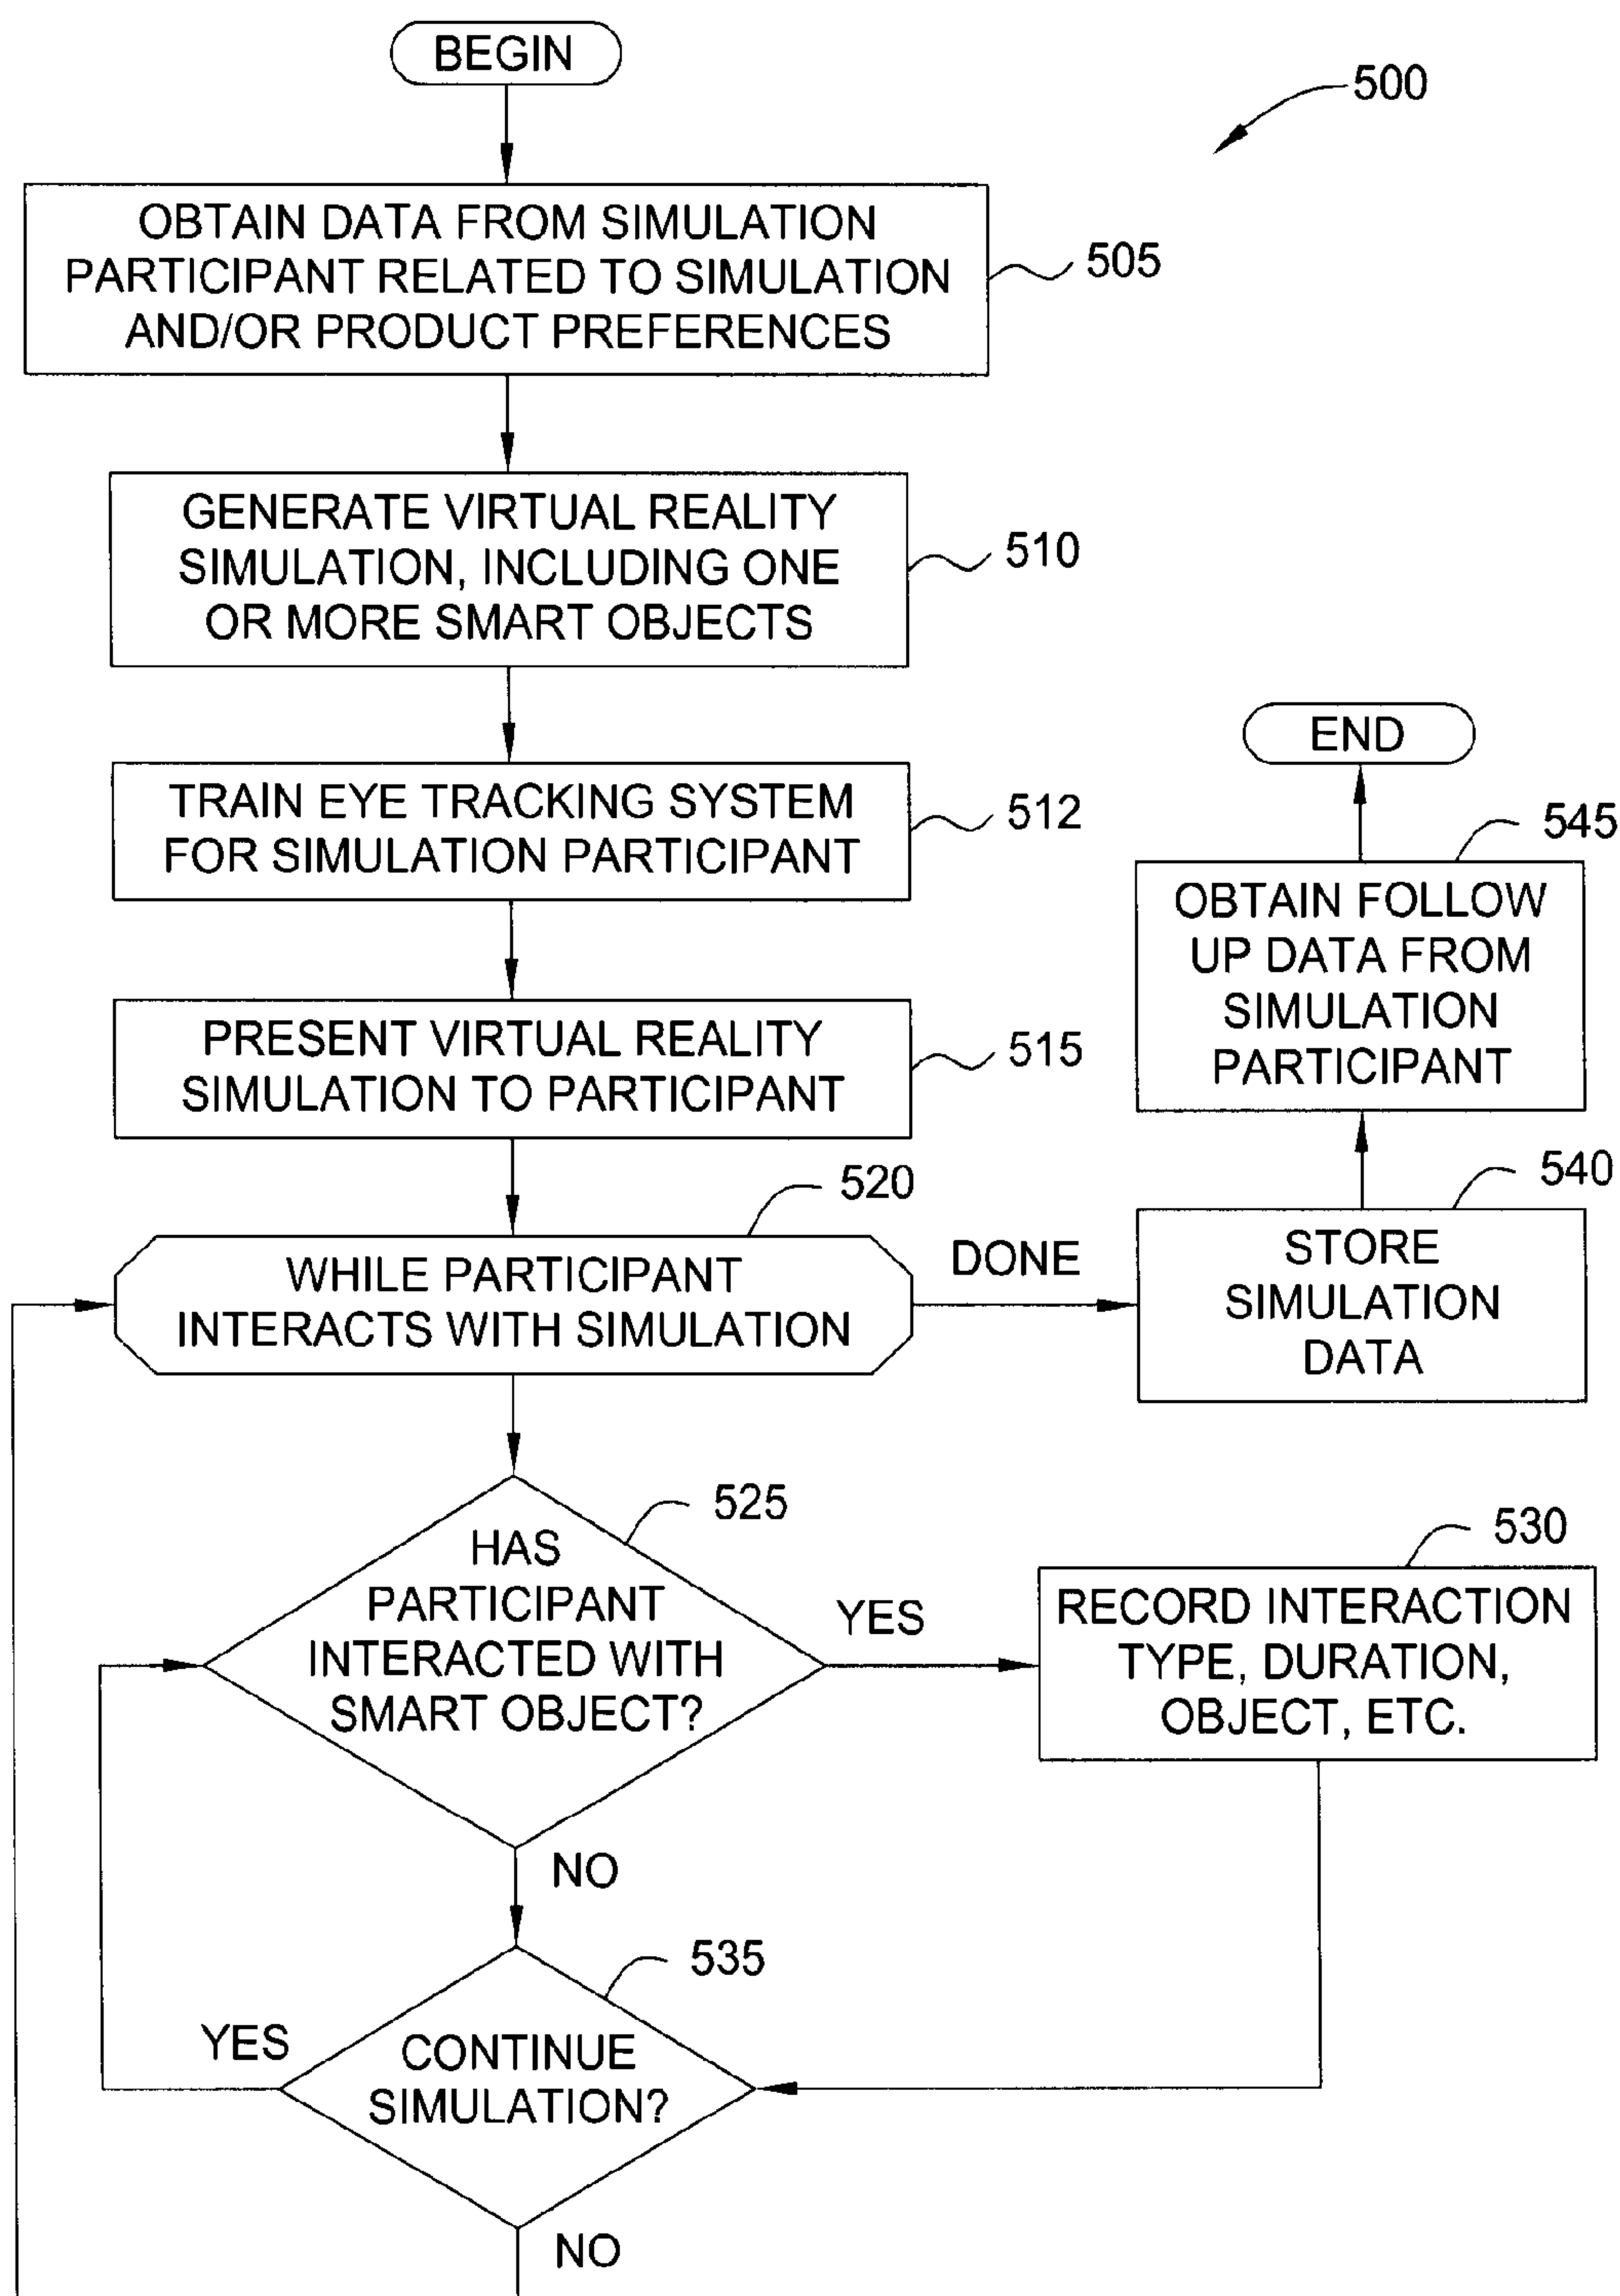 BEGIN
500
OBTAIN DATA FROM SIMULATION
PARTICIPANT RELATED TO SIMULATION
AND/OR PRODUCT PREFERENCES
505
GENERATE VIRTUAL REALITY
SIMULATION, INCLUDING ONE
OR MORE SMART OBJECTS
510
TRAIN EYE TRACKING SYSTEM
FOR SIMULATION PARTICIPANT
512
PRESENT VIRTUAL REALITY
SIMULATION TO PARTICIPANT
515
WHILE PARTICIPANT
INTERACTS WITH SIMULATION
520
DONE
STORE
SIMULATION
DATA
540
OBTAIN FOLLOW
UP DATA FROM
SIMULATION
PARTICIPANT
545
END
HAS
PARTICIPANT
INTERACTED WITH
SMART OBJECT?
525
YES
RECORD INTERACTION
TYPE, DURATION,
OBJECT, ETC.
530
NO
CONTINUE
SIMULATION?
535
YES
NO